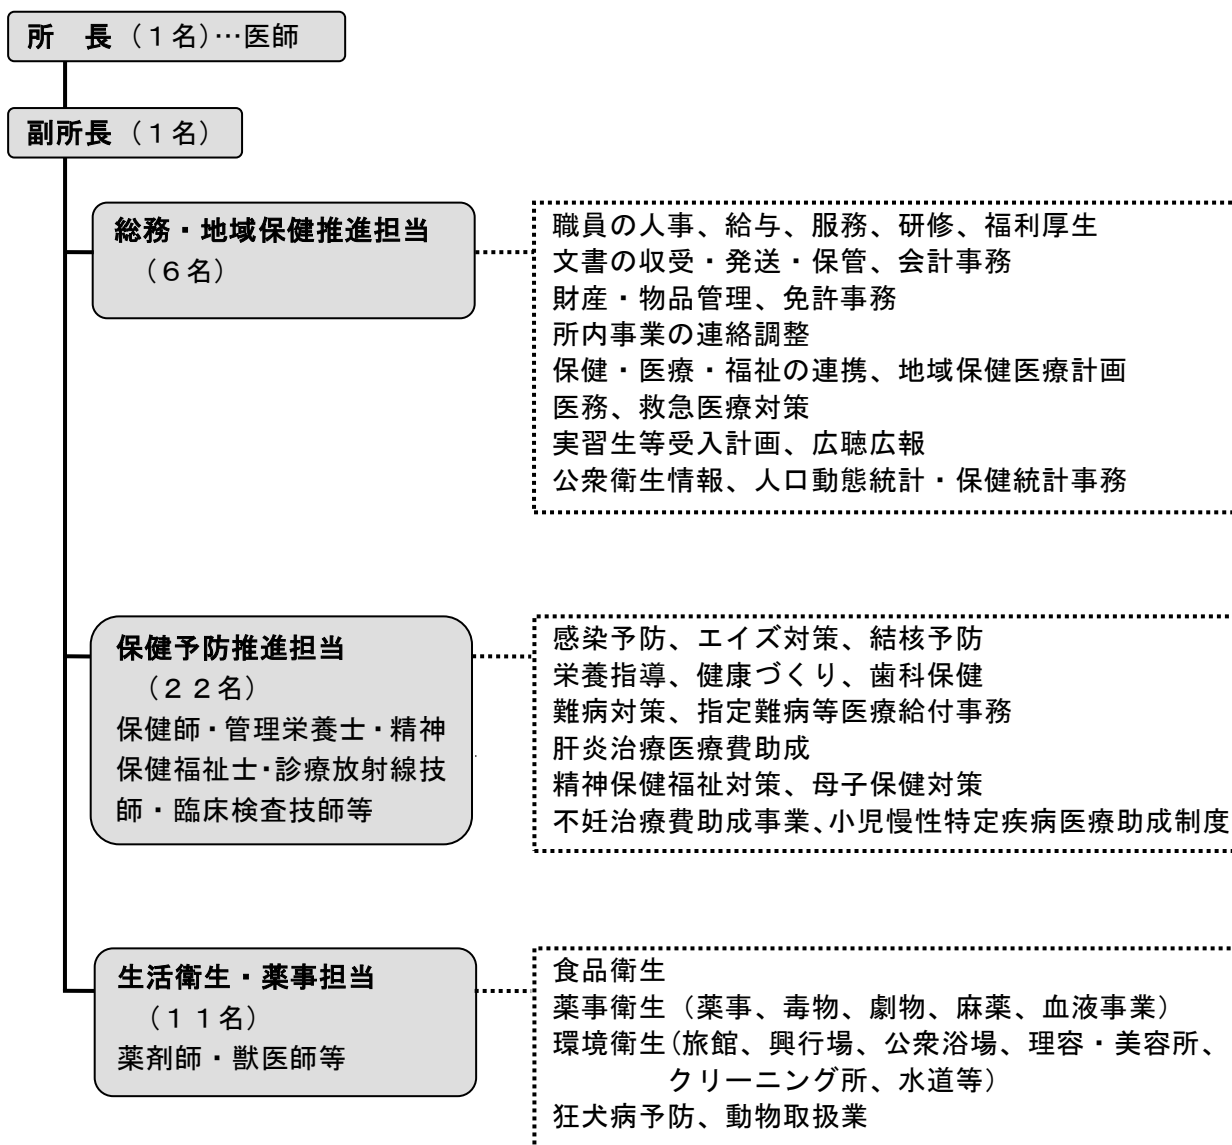 所　長（１名）…医師
副所長（１名）
総務・地域保健推進担当
（６名）
職員の人事、給与、服務、研修、福利厚生
文書の収受・発送・保管、会計事務
財産・物品管理、免許事務
所内事業の連絡調整
保健・医療・福祉の連携、地域保健医療計画
医務、救急医療対策
実習生等受入計画、広聴広報
公衆衛生情報、人口動態統計・保健統計事務
保健予防推進担当
（２２名）
保健師・管理栄養士・精神
保健福祉士・診療放射線技
師・臨床検査技師等
感染予防、エイズ対策、結核予防
栄養指導、健康づくり、歯科保健
難病対策、指定難病等医療給付事務
肝炎治療医療費助成
精神保健福祉対策、母子保健対策
不妊治療費助成事業、小児慢性特定疾病医療助成制度
生活衛生・薬事担当
（１１名）
薬剤師・獣医師等
食品衛生
薬事衛生（薬事、毒物、劇物、麻薬、血液事業）
環境衛生（旅館、興行場、公衆浴場、理容・美容所、
クリーニング所、水道等）
狂犬病予防、動物取扱業